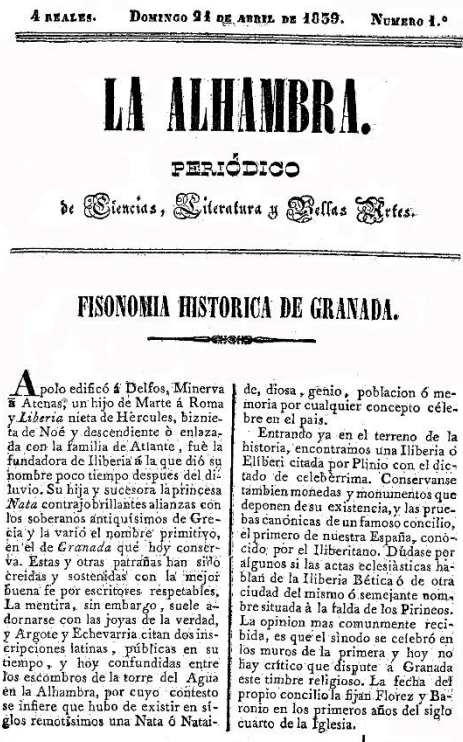 4 REALES. DOMINGO 21 DE ABRIL DE 1839. NUMERO 1.º
LA ALHAMBRA.
PERIÓDICO
de Ciencias, Literatura y Bellas Artes.
FISONOMIA HISTORICA DE GRANADA.
Apolo edificó á Delfos, Minerva
á Atenas, un hijo de Marte á Roma
y Liberia nieta de Hèrcules, biznie-
ta de Noé y descendiente ò enlaza-
da con la familia de Atlante, fuè la
fundadora de Iliberia á la que dió su
nombre poco tiempo despues del di-
luvio. Su hija y sucesora la princesa
Nata contrajo brillantes alianzas con
los soberanos antiquísimos de Gre-
cia y la varió el nombre primitivo,
en el de Granada que hoy conser-
va. Estas y otras patrañas han sido
creidas y sostenidas con la mejor
buena fe por escritores respetables.
La mentira, sin embargo, suele a-
dornarse con las joyas de la verdad,
y Argote y Echevarria citan dos ins-
cripciones latinas, públicas en su
tiempo, y hoy confundidas entre
los escombros de la torre del Agua
en la Alhambra, por cuyo contesto
se infiere que hubo de existir en si-
glos remotísimos una Nata ó Natai-
de, diosa, genio, poblacion ó me-
moria por cualquier concepto céle-
bre en el pais.
Entrando ya en el terreno de la
historia, encontramos una Iliberia ó
Elíberi citada por Plinio con el dic-
tado de celebèrrima. Conservanse
tambien monedas y monumentos que
deponen de su existencia, y las prue-
bas canónicas de un famoso concilio,
el primero de nuestra España, cono-
cido por el Iliberitano. Dúdase por
algunos si las actas eclesiàsticas ha-
blan de la Iliberia Bética ó de otra
ciudad del mismo ó semejante nom-
bre situada à la falda de los Pirineos.
La opinion mas comunmente reci-
bida, es que el sìnodo se celebró en
los muros de la primera y hoy no
hay crítico que dispute á Granada
este timbre religioso. La fecha del
propio concilio la fijan Florez y Ba-
ronio en los primeros años del siglo
cuarto de la Iglesia.
1